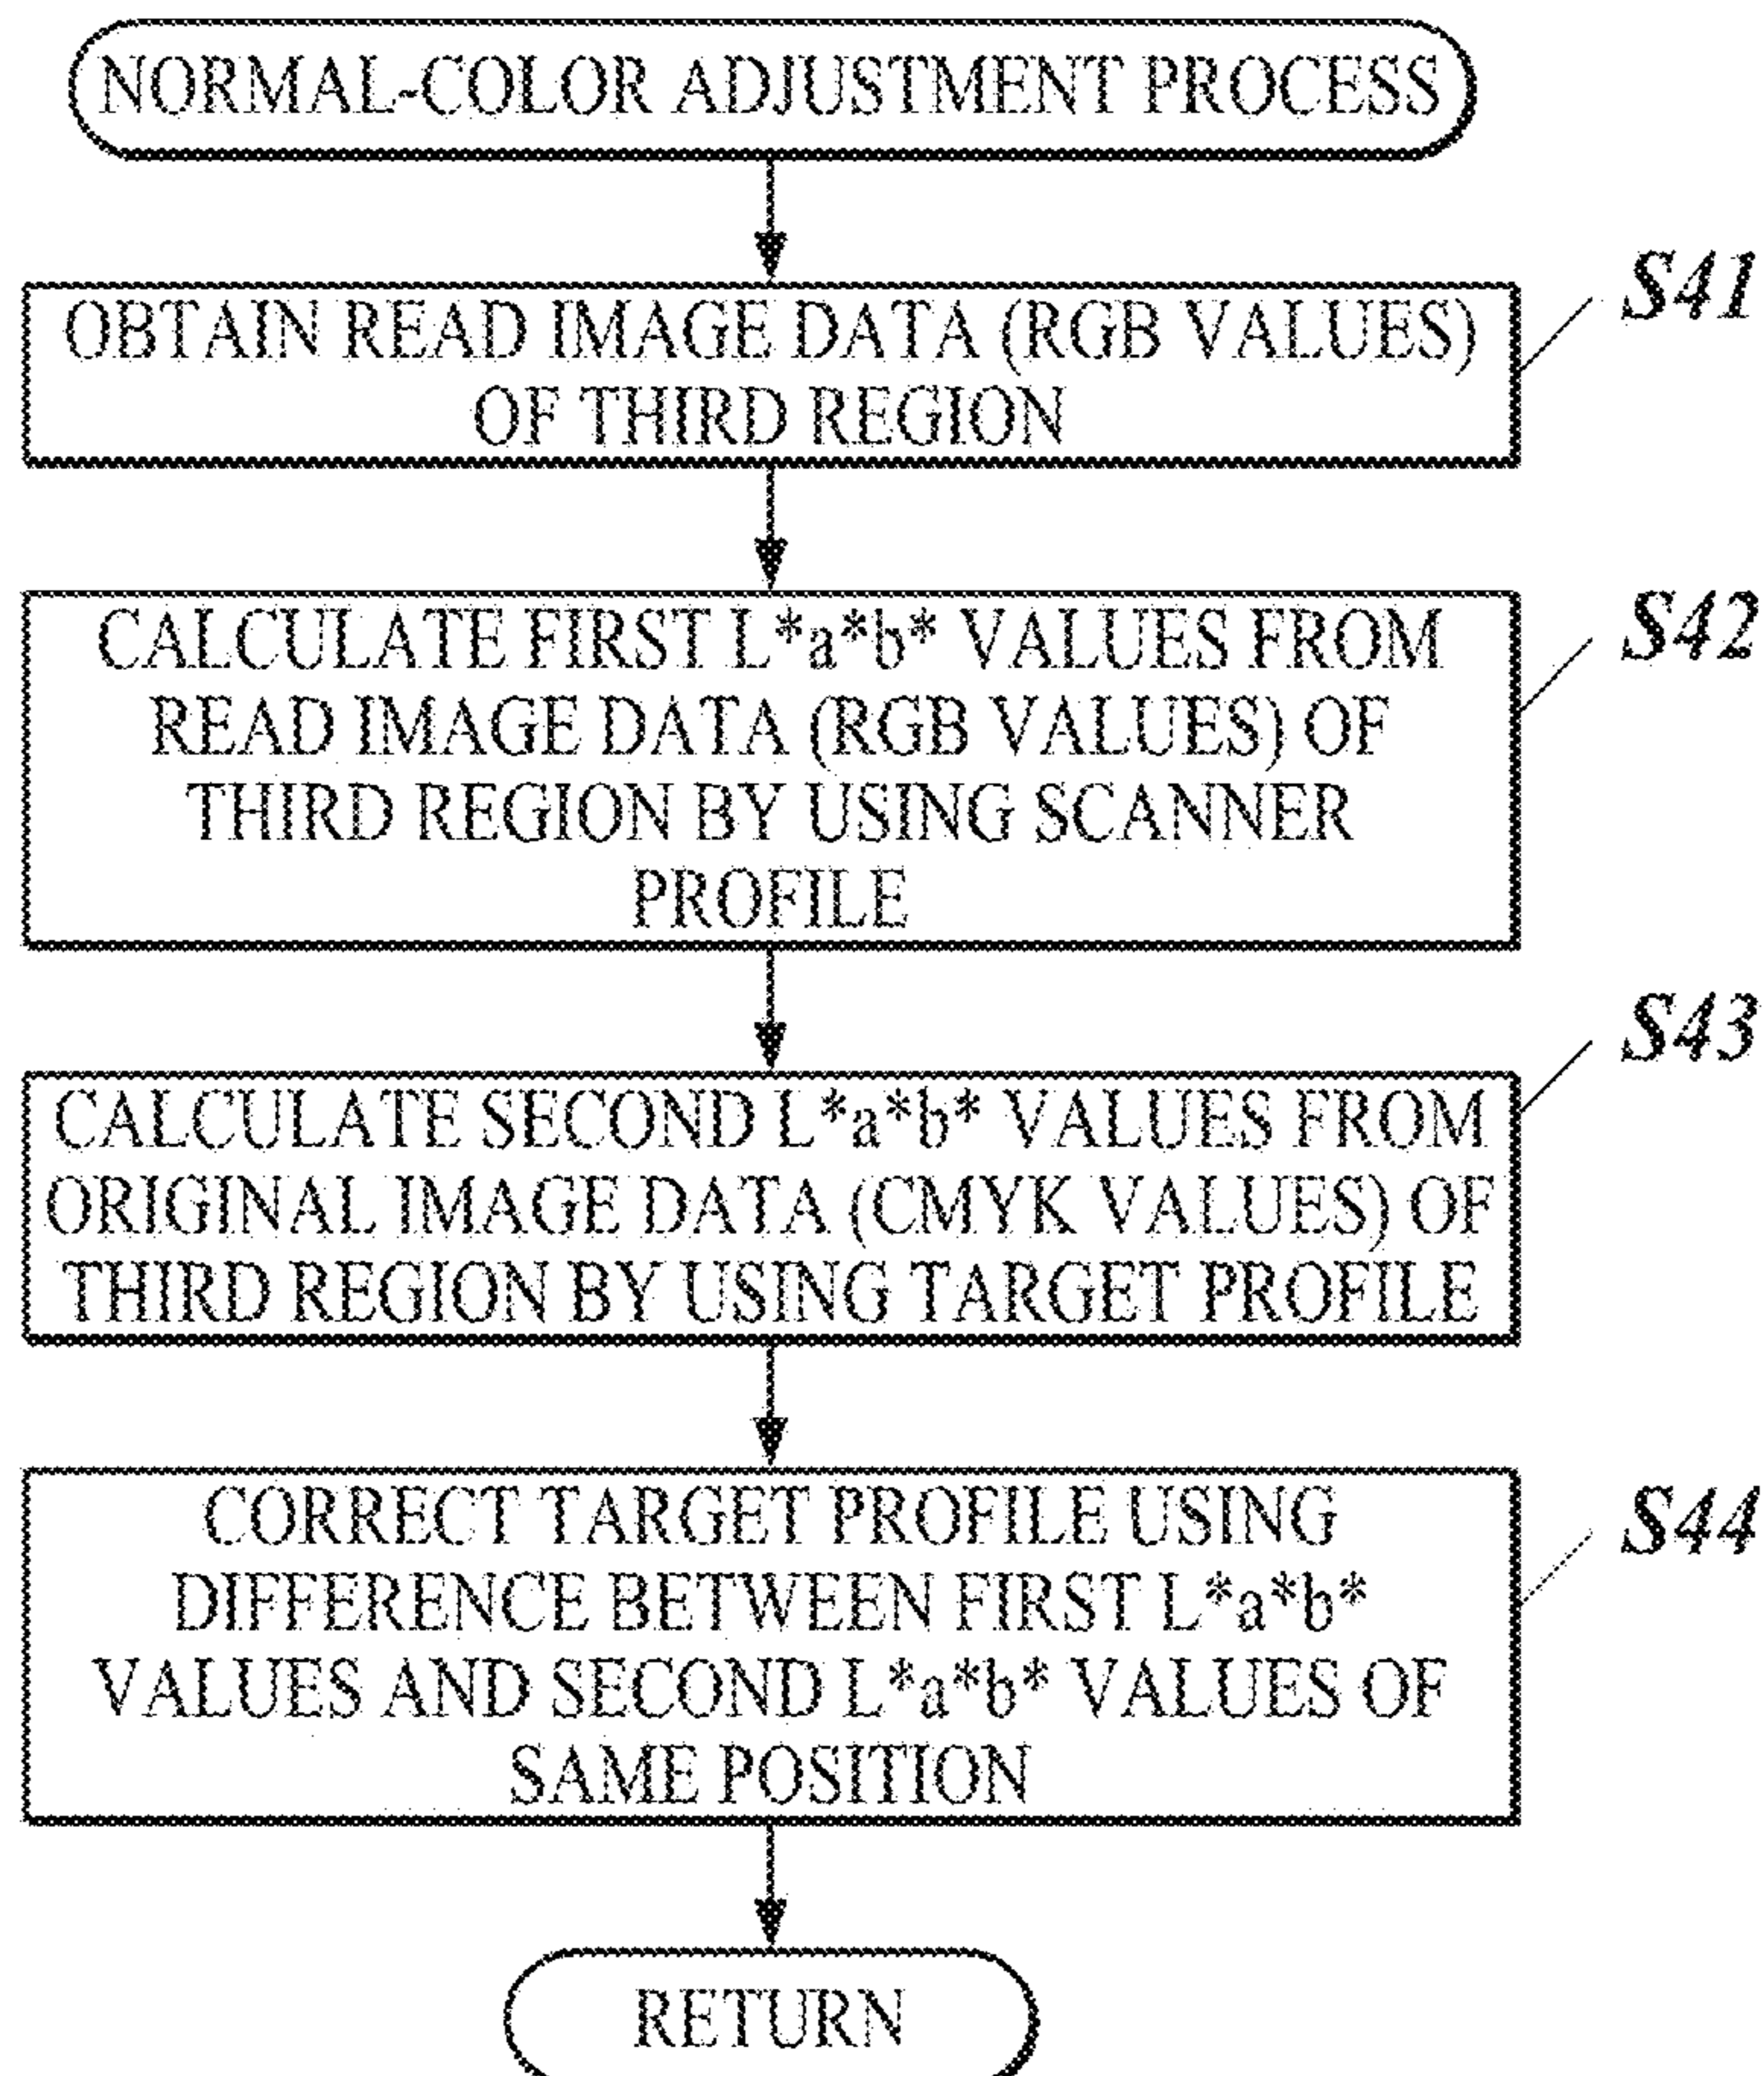 NORMAL-COLOR ADJUSTMENT PROCESS
S41
OBTAIN READ IMAGE DATA (RGB VALUES)
OF THIRD REGION
S42
CALCULATE FIRST L*a*b* VALUES FROM
READ IMAGE DATA (RGB VALUES) OF
THIRD REGION BY USING SCANNER
PROFILE
S43
CALCULATE SECOND L*a*b* VALUES FROM
ORIGINAL IMAGE DATA (CMYK VALUES) OF
THIRD REGION BY USING TARGET PROFILE
S44
CORRECT TARGET PROFILE USING
DIFFERENCE BETWEEN FIRST L*a*b*
VALUES AND SECOND L*a*b* VALUES OF
SAME POSITION
RETURN